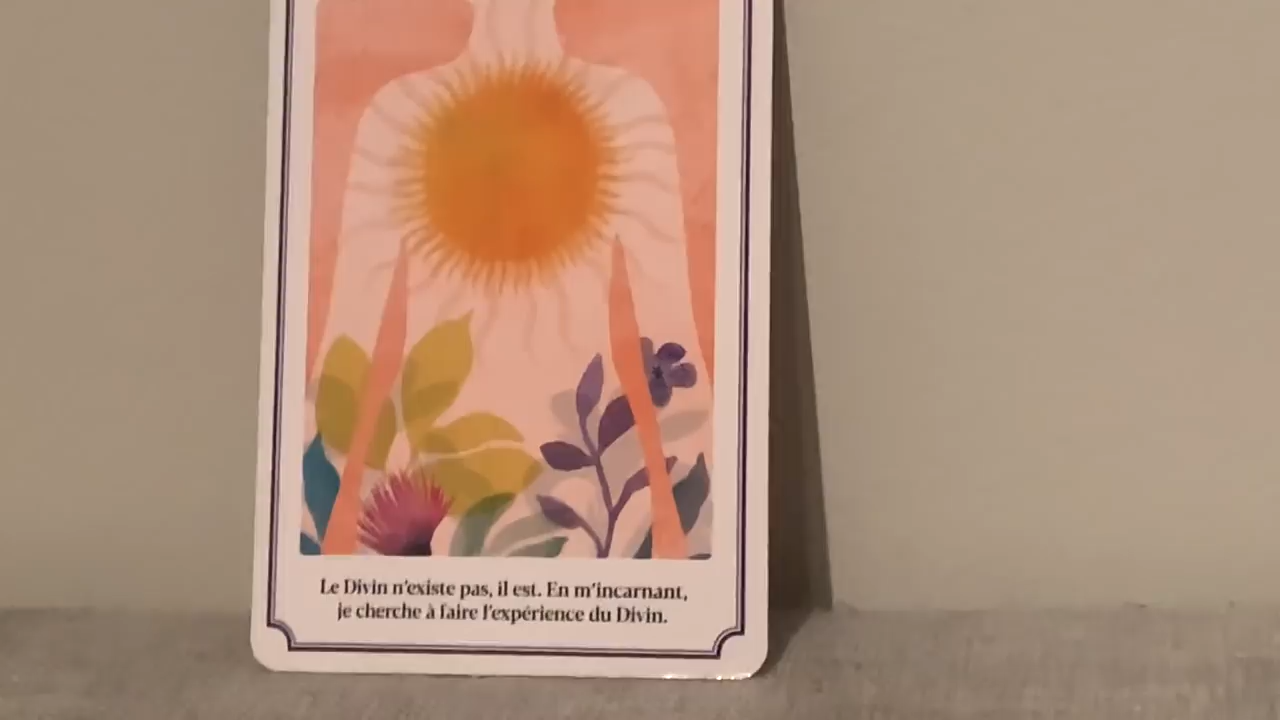 Le Divin n'existe pas, il est. En m'incarnant,
je cherche à faire l'expérience du Divin.